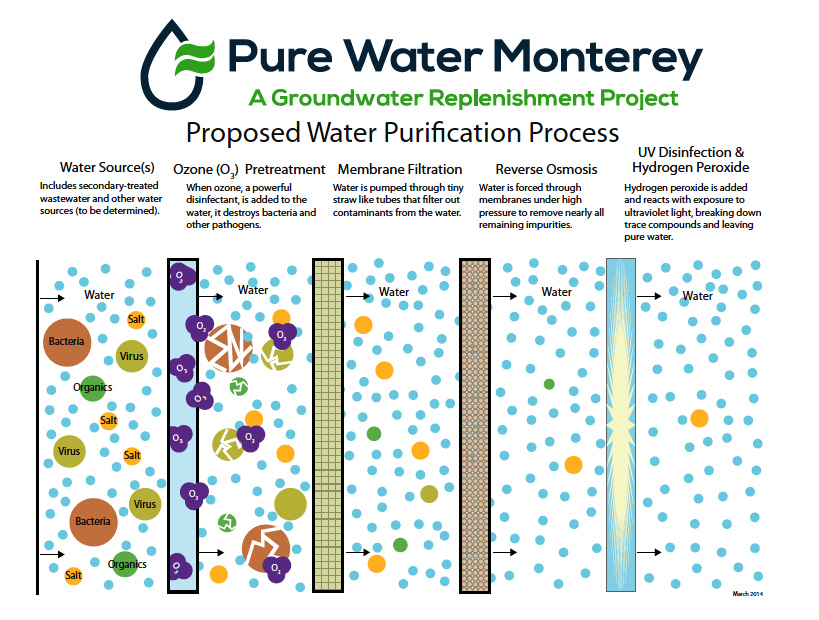 Pure Water Monterey
A Groundwater Replenishment Project
Proposed Water Purification Process
Water Source(s)
Includes secondary-treated
wastewater and other water
sources (to be determined).
Ozone (O3) Pretreatment
When ozone, a powerful
disinfectant, is added to the
water, it destroys bacteria and
other pathogens.
Membrane Filtration
Water is pumped through tiny
straw like tubes that filter out
contaminants from the water.
Reverse Osmosis
Water is forced through
membranes under high
pressure to remove nearly all
remaining impurities.
UV Disinfection &
Hydrogen Peroxide
Hydrogen peroxide is added
and reacts with exposure to
ultraviolet light, breaking down
trace compounds and leaving
pure water.
Water
Salt
Bacteria
Virus
Organics
Salt
Virus
Salt
Virus
Bacteria
Organics
Salt
O3
O3
O3
O3
O3
O3
O3
Water
O3
O3
O3
Water
Water
Water
March 2014